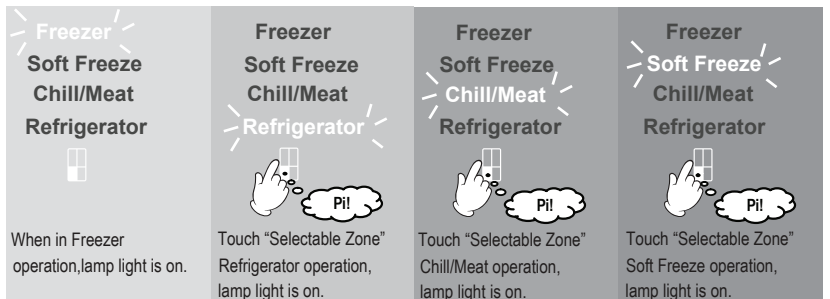 Freezer
Soft Freeze
Chill/Meat
Refrigerator
When in Freezer
operation,lamp light is on.
Freezer
Soft Freeze
Chill/Meat
Refrigerator
Pi!
Touch “Selectable Zone”
Refrigerator operation,
lamp light is on.
Freezer
Soft Freeze
Chill/Meat
Refrigerator
Pi!
Touch “Selectable Zone”
Chill/Meat operation,
lamp light is on.
Freezer
Soft Freeze
Chill/Meat
Refrigerator
Pi!
Touch “Selectable Zone”
Soft Freeze operation,
lamp light is on.